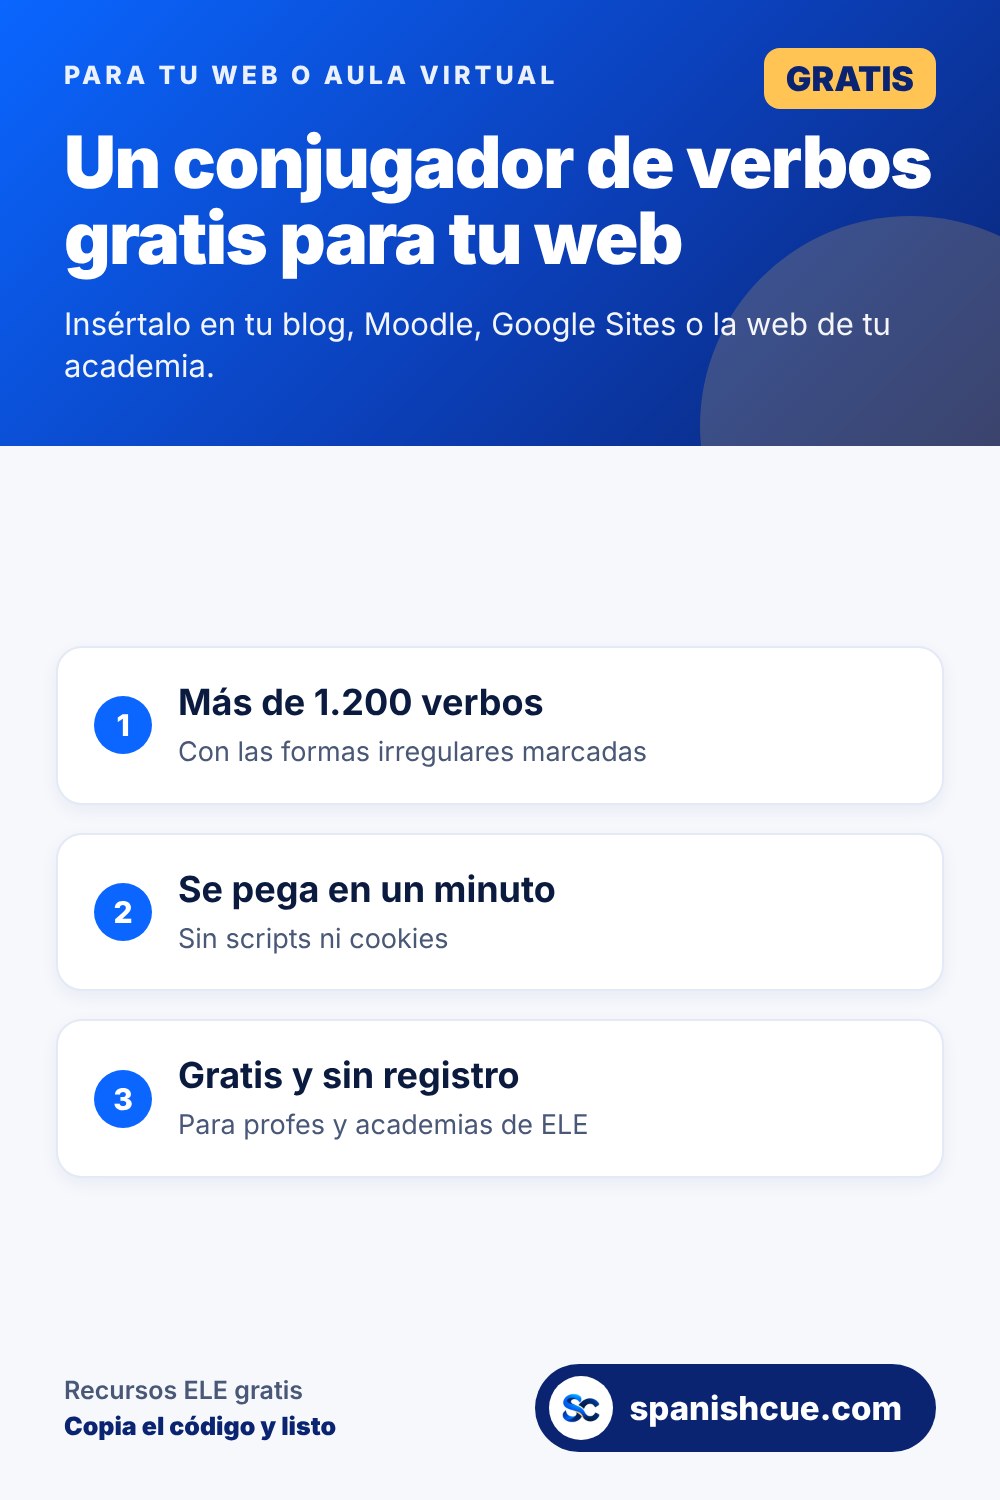 PARA TU WEB O AULA VIRTUAL
GRATIS
Un conjugador de verbos
gratis para tu web
Insértalo en tu blog, Moodle, Google Sites o la web de tu
academia.
1
Más de 1.200 verbos
Con las formas irregulares marcadas
2
Se pega en un minuto
Sin scripts ni cookies
3
Gratis y sin registro
Para profes y academias de ELE
Recursos ELE gratis
Copia el código y listo
SC
spanishcue.com